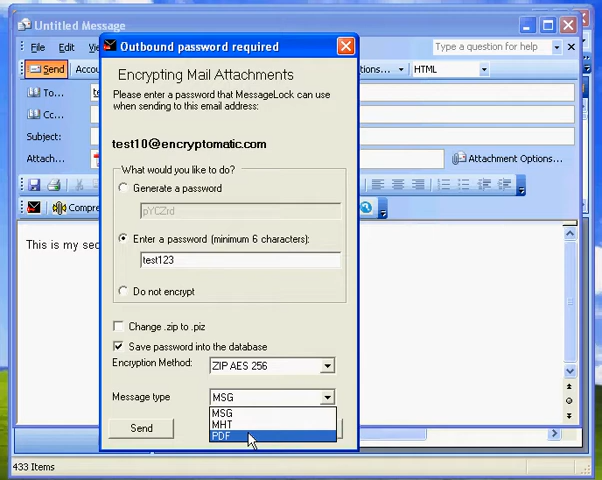 Untitled Message
Outbound password required
File Edit
Type a question for help
Send Accou
HTML
To...
Cc...
Subject:
Attach...
Attachment Options...
Compre
This is my sec
Encrypting Mail Attachments
Please enter a password that MessageLock can use
when sending to this email address:
test10@encryptomatic.com
What would you like to do?
Generate a password
pYCZrd
Enter a password (minimum 6 characters):
test123
Do not encrypt
Change .zip to .piz
Save password into the database
Encryption Method: ZIP AES 256
Message type MSG
MSG
MHT
PDF
Send
433 Items